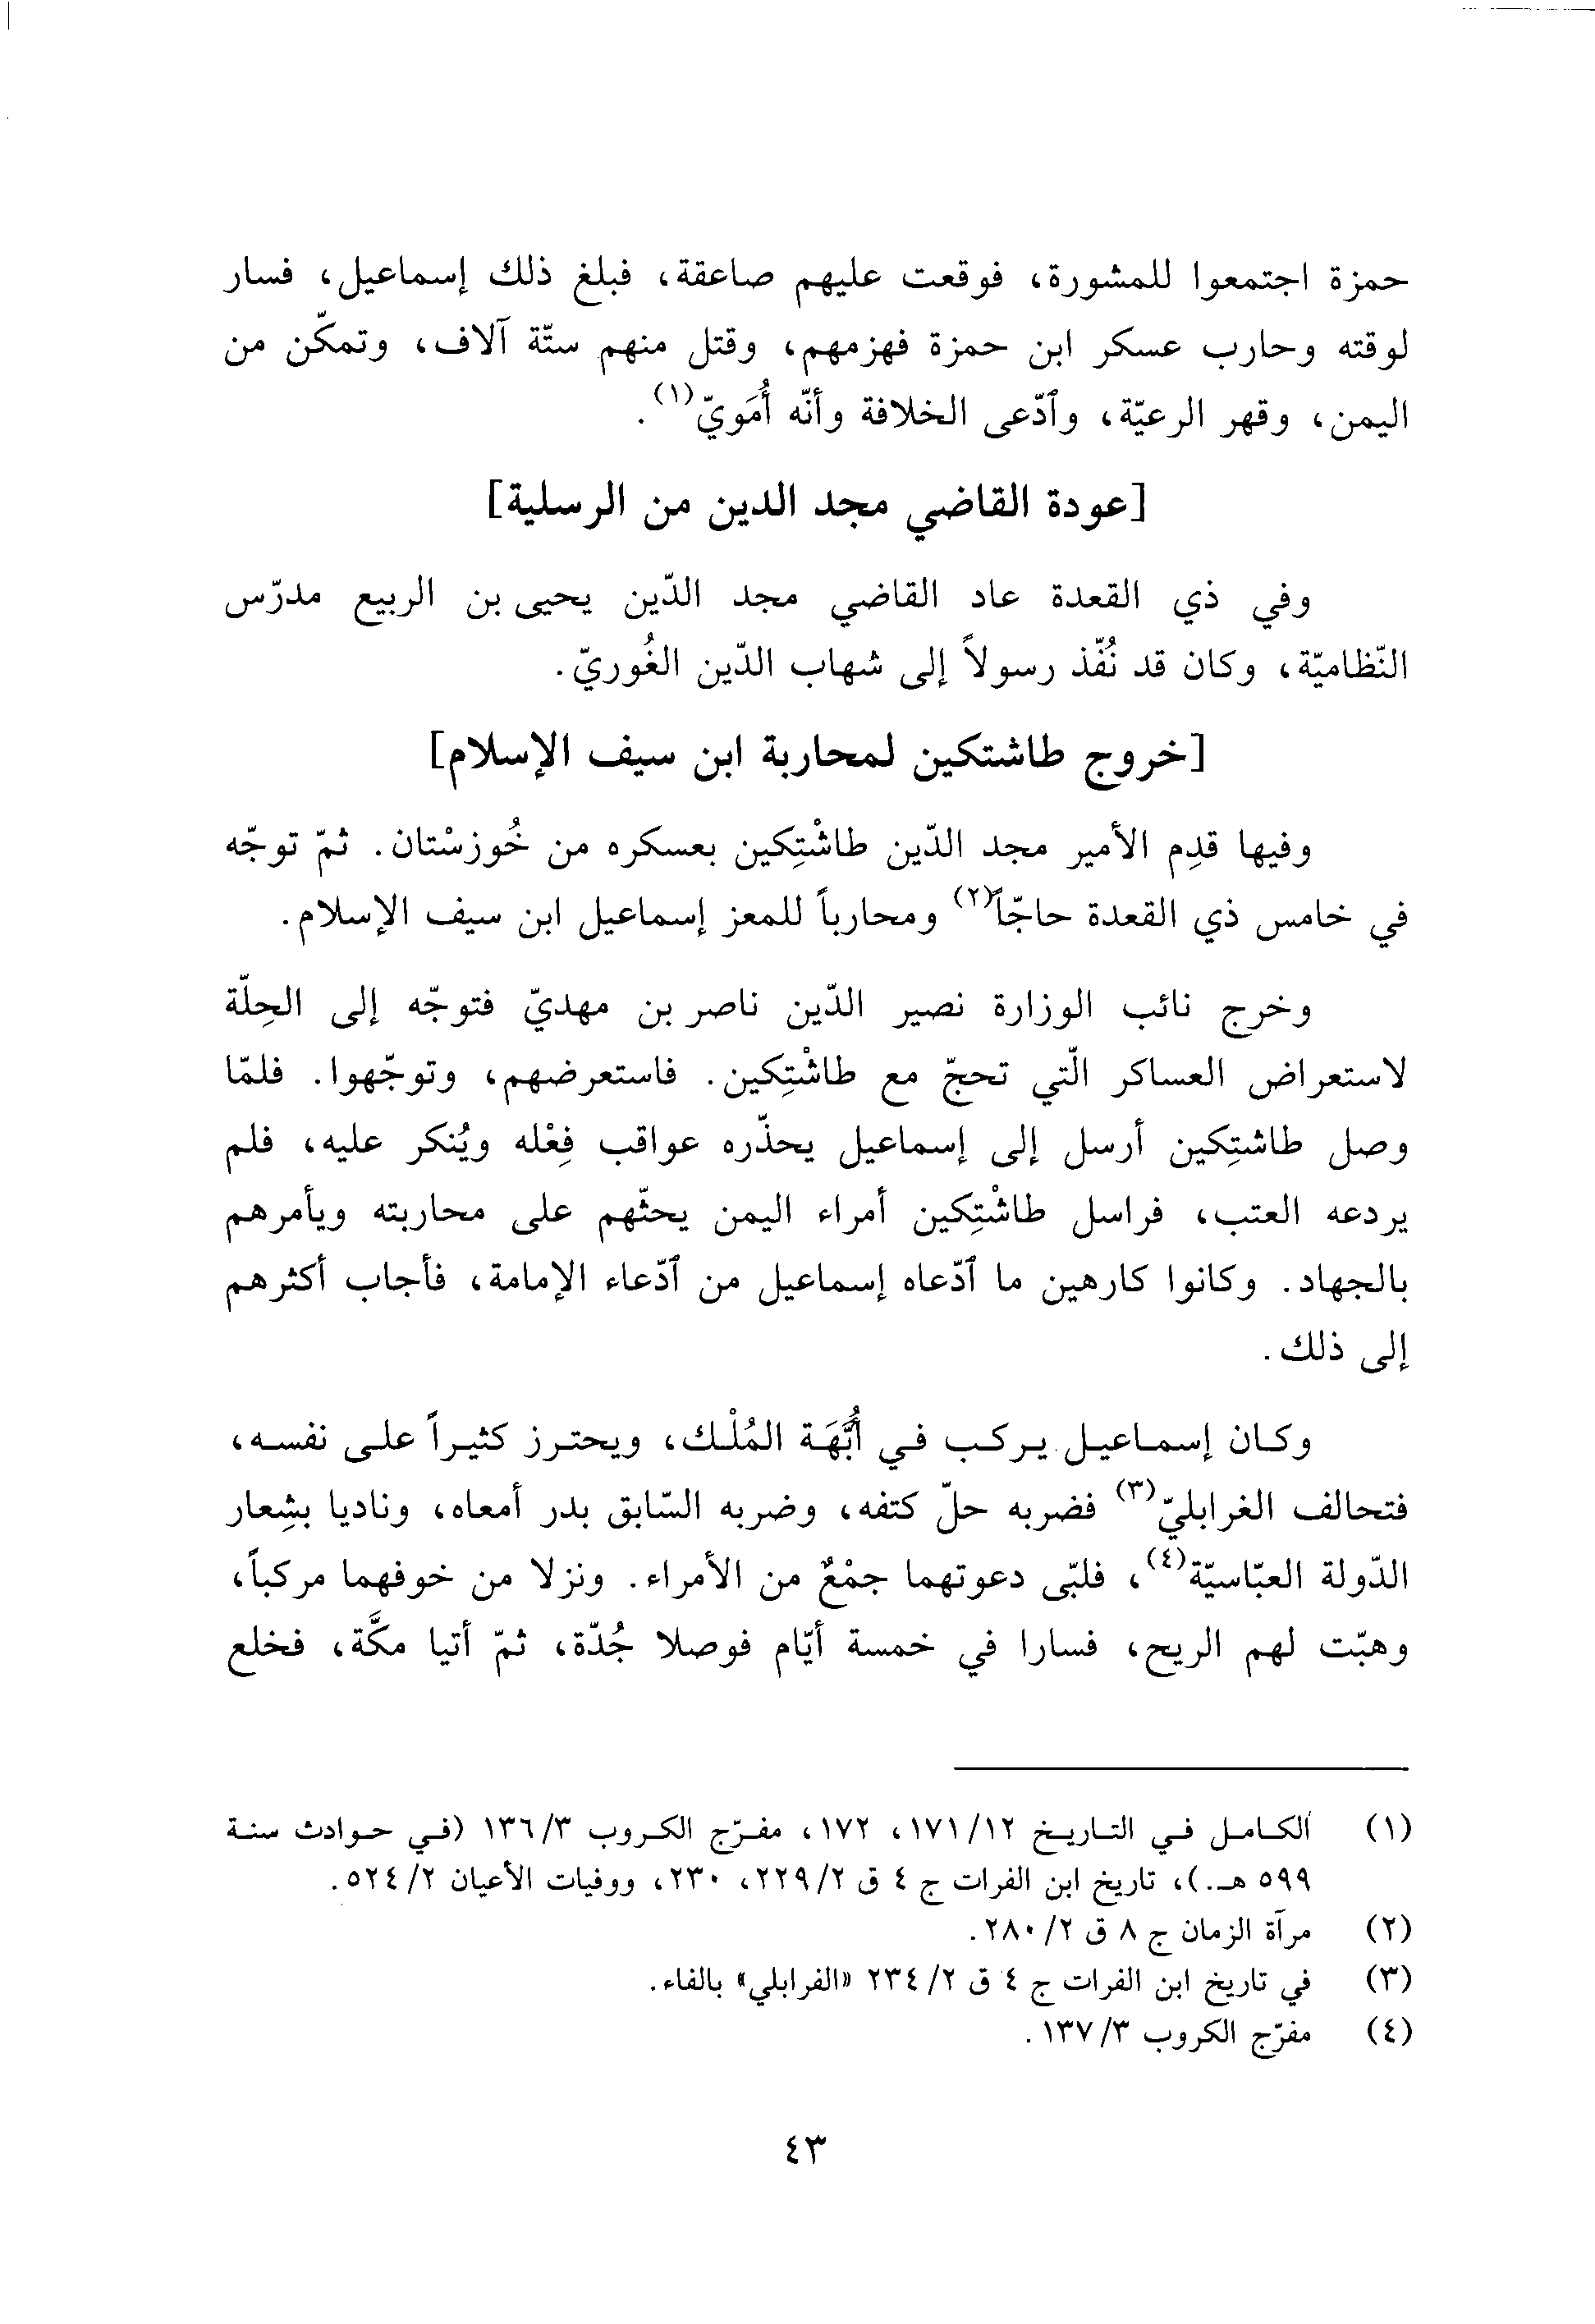 حمزة اجتمعوا للمشورة، فوقعت عليهم صاعقة، فبلغ ذلك إسماعيل، فسار
لوقته وحارب عسكر ابن حمزة فهزمهم، وقتل منهم ستّة آلاف، وتمكّن من
اليمن، وقهر الرعيّة، وٱدّعى الخلافة وأنّه أُمَويّ(١).
[عودة القاضي مجد الدين من الرسلية]
وفي ذي القعدة عاد القاضي مجد الدّين يحيى بن الربيع مدرّس
النّظاميّة، وكان قد نُفّذ رسولاً إلى شهاب الدّين الغُوريّ.
[خروج طاشتكين لمحاربة ابن سيف الإسلام]
وفيها قدِم الأمير مجد الدّين طاشْتِكين بعسكره من خُوزسْتان. ثمّ توجّه
في خامس ذي القعدة حاجّاً(٢) ومحارباً للمعز إسماعيل ابن سيف الإسلام.
وخرج نائب الوزارة نصير الدّين ناصر بن مهديّ فتوجّه إلى الحِلّة
لاستعراض العساكر الّتي تحجّ مع طاشْتِكين. فاستعرضهم، وتوجّهوا. فلمّا
وصل طاشتِكين أرسل إلى إسماعيل يحذّره عواقب فِعْله ويُنكر عليه، فلم
يردعه العتب، فراسل طاشْتِكين أمراء اليمن يحثّهم على محاربته ويأمرهم
بالجهاد. وكانوا كارهين ما ٱدّعاه إسماعيل من ٱدّعاء الإمامة، فأجاب أكثرهم
إلى ذلك.
وكان إسماعيل يركب في أُبَّهَة المُلْك، ويحترز كثيراً على نفسه،
فتحالف الغرابليّ(٣) فضربه حلّ كتفه، وضربه السّابق بدر أمعاه، وناديا بشِعار
الدّولة العبّاسيّة(٤)، فلبّى دعوتهما جمْعٌ من الأمراء. ونزلا من خوفهما مركباً،
وهبّت لهم الريح، فسارا في خمسة أيّام فوصلا جُدّة، ثمّ أتيا مكَّة، فخلع
(١) الكامل في التاريخ ١٧١/١٢، ١٧٢، مفرّج الكروب ١٣٦/٣ (في حوادث سنة
٥٩٩ هـ.)، تاريخ ابن الفرات ج ٤ ق ٢٢٩/٢، ٢٣٠، ووفيات الأعيان ٥٢٤/٢.
(٢) مرآة الزمان ج ٨ ق ٢٨٠/٢.
(٣) في تاريخ ابن الفرات ج ٤ ق ٢٣٤/٢ «الفرابلي» بالفاء.
(٤) مفرّج الكروب ١٣٧/٣.
٤٣